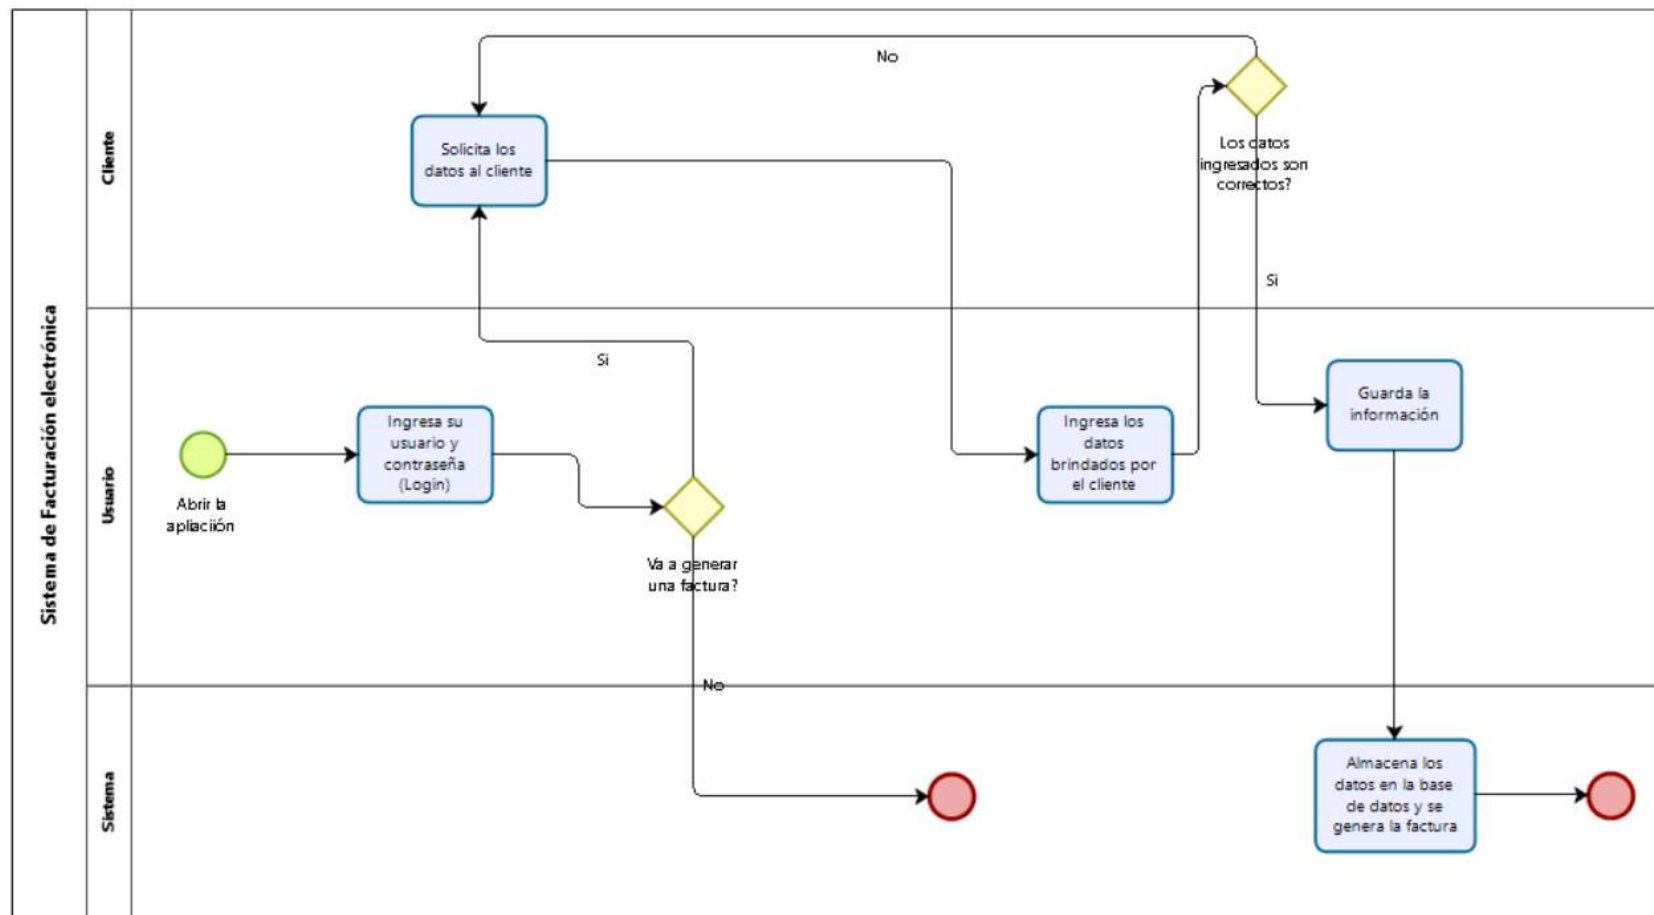 Sistema de Facturación electrónica
Cliente
No
Solicita los
datos al cliente
Los datos
ingresados son
correctos?
Si
Usuario
Si
Abrir la
apliaciión
Ingresa su
usuario y
contraseña
(Login)
Va a generar
una factura?
Ingresa los
datos
brindados por
el cliente
Guarda la
información
No
Sistema
Almacena los
datos en la base
de datos y se
genera la factura